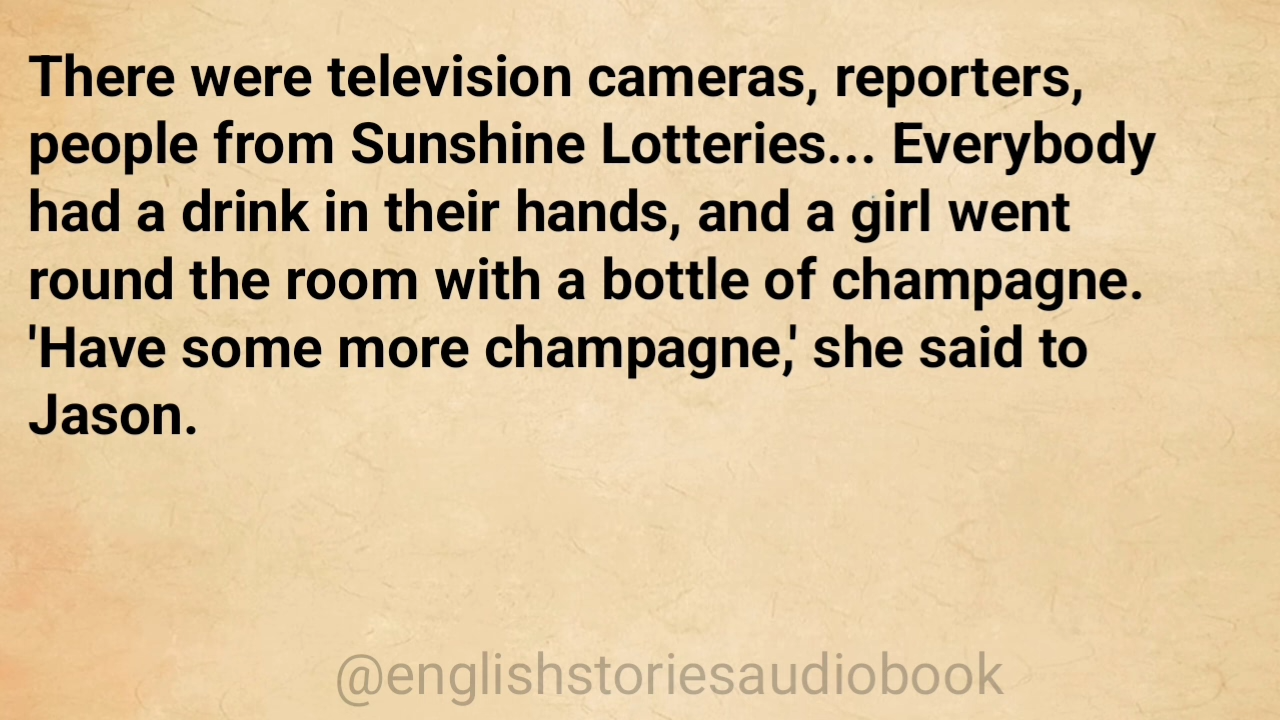 There were television cameras, reporters,
people from Sunshine Lotteries... Everybody
had a drink in their hands, and a girl went
round the room with a bottle of champagne.
'Have some more champagne,' she said to
Jason.
@englishstoriesaudiobook